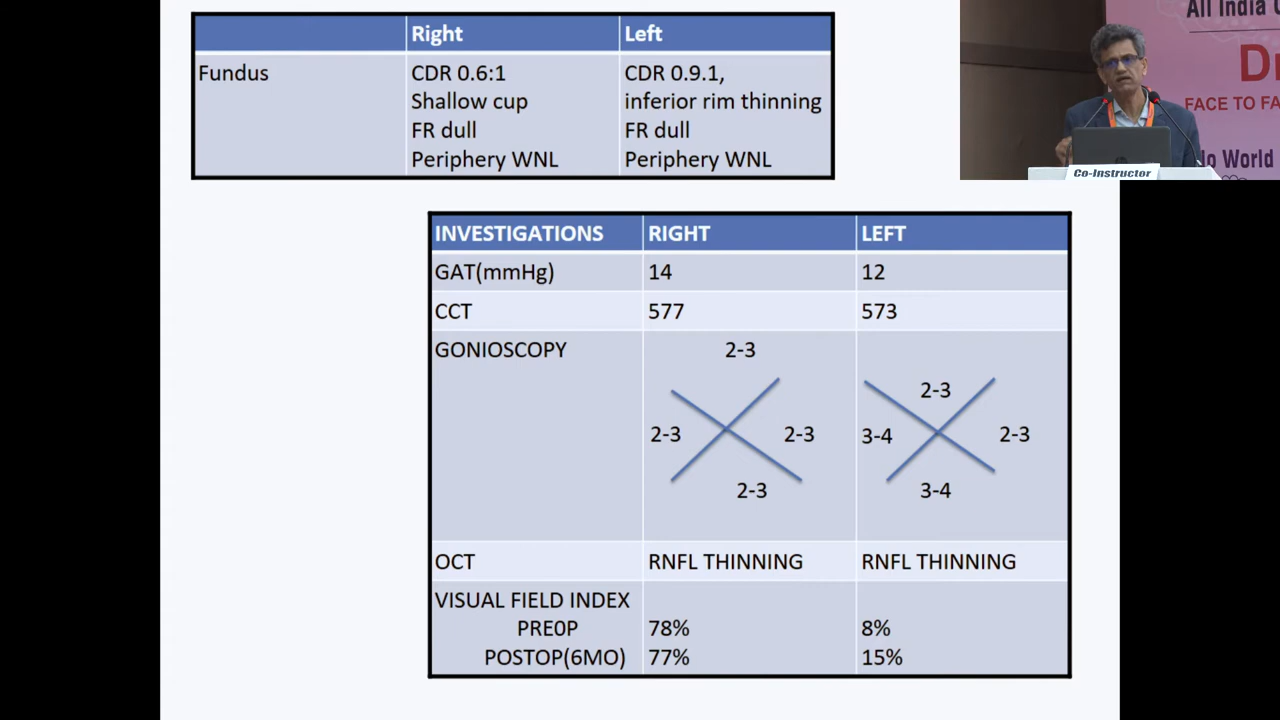 Right Left
Fundus CDR 0.6:1 CDR 0.9.1,
Shallow cup inferior rim thinning
FR dull FR dull
Periphery WNL Periphery WNL
All India
FACE TO
World
Co-Instructor
INVESTIGATIONS RIGHT LEFT
GAT(mmHg) 14 12
CCT 577 573
GONIOSCOPY 2-3
2-3
2-3 2-3 3-4 2-3
2-3 3-4
OCT RNFL THINNING RNFL THINNING
VISUAL FIELD INDEX
PRE0P 78% 8%
POSTOP(6MO) 77% 15%